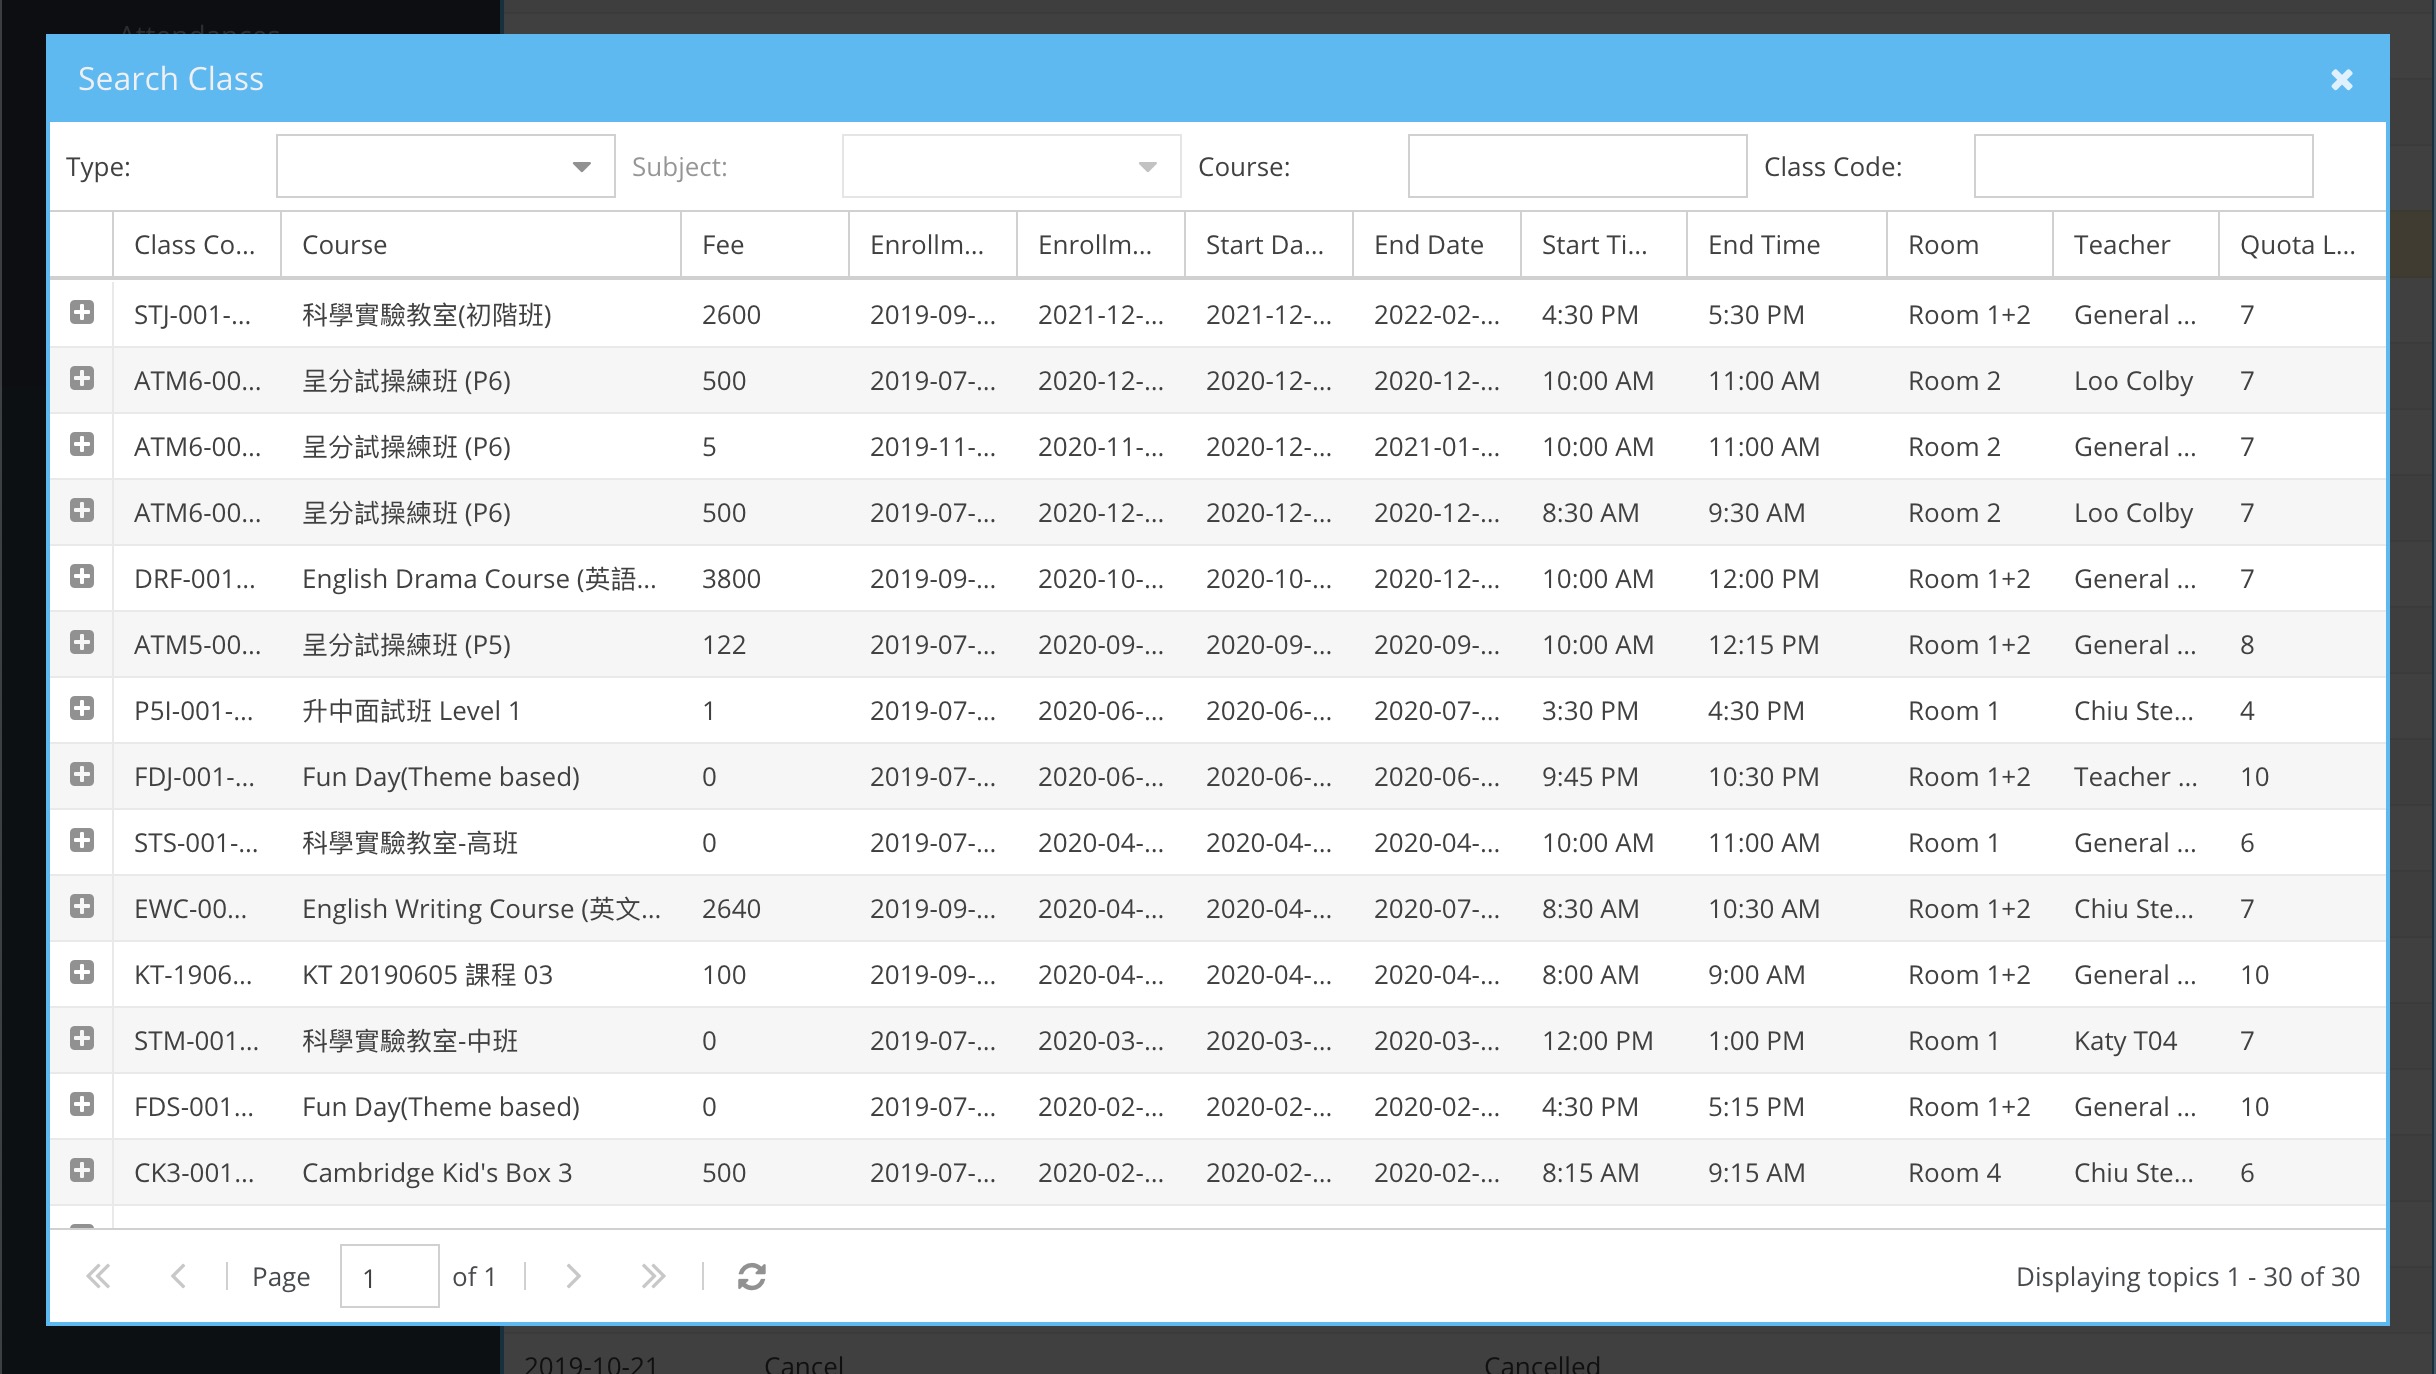 Attendances
Search Class
Type: Subject: Course: Class Code:
Class Co... Course Fee Enrollm... Enrollm... Start Da... End Date Start Ti... End Time Room Teacher Quota L...
STJ-001-... 科學實驗教室(初階班) 2600 2019-09-... 2021-12-... 2021-12-... 2022-02-... 4:30 PM 5:30 PM Room 1+2 General ... 7
ATM6-00... 呈分試操練班 (P6) 500 2019-07-... 2020-12-... 2020-12-... 2020-12-... 10:00 AM 11:00 AM Room 2 Loo Colby 7
ATM6-00... 呈分試操練班 (P6) 5 2019-11-... 2020-11-... 2020-12-... 2021-01-... 10:00 AM 11:00 AM Room 2 General ... 7
ATM6-00... 呈分試操練班 (P6) 500 2019-07-... 2020-12-... 2020-12-... 2020-12-... 8:30 AM 9:30 AM Room 2 Loo Colby 7
DRF-001... English Drama Course (英語... 3800 2019-09-... 2020-10-... 2020-10-... 2020-12-... 10:00 AM 12:00 PM Room 1+2 General ... 7
ATM5-00... 呈分試操練班 (P5) 122 2019-07-... 2020-09-... 2020-09-... 2020-09-... 10:00 AM 12:15 PM Room 1+2 General ... 8
P5I-001-... 升中面試班 Level 1 1 2019-07-... 2020-06-... 2020-06-... 2020-07-... 3:30 PM 4:30 PM Room 1 Chiu Ste... 4
FDJ-001-... Fun Day(Theme based) 0 2019-07-... 2020-06-... 2020-06-... 2020-06-... 9:45 PM 10:30 PM Room 1+2 Teacher ... 10
STS-001-... 科學實驗教室-高班 0 2019-07-... 2020-04-... 2020-04-... 2020-04-... 10:00 AM 11:00 AM Room 1 General ... 6
EWC-00... English Writing Course (英文... 2640 2019-09-... 2020-04-... 2020-04-... 2020-07-... 8:30 AM 10:30 AM Room 1+2 Chiu Ste... 7
KT-1906... KT 20190605 課程 03 100 2019-09-... 2020-04-... 2020-04-... 2020-04-... 8:00 AM 9:00 AM Room 1+2 General ... 10
STM-001... 科學實驗教室-中班 0 2019-07-... 2020-03-... 2020-03-... 2020-03-... 12:00 PM 1:00 PM Room 1 Katy T04 7
FDS-001... Fun Day(Theme based) 0 2019-07-... 2020-02-... 2020-02-... 2020-02-... 4:30 PM 5:15 PM Room 1+2 General ... 10
CK3-001... Cambridge Kid's Box 3 500 2019-07-... 2020-02-... 2020-02-... 2020-02-... 8:15 AM 9:15 AM Room 4 Chiu Ste... 6
Page 1 of 1 Displaying topics 1 - 30 of 30
2019-10-21 Cancel Cancelled